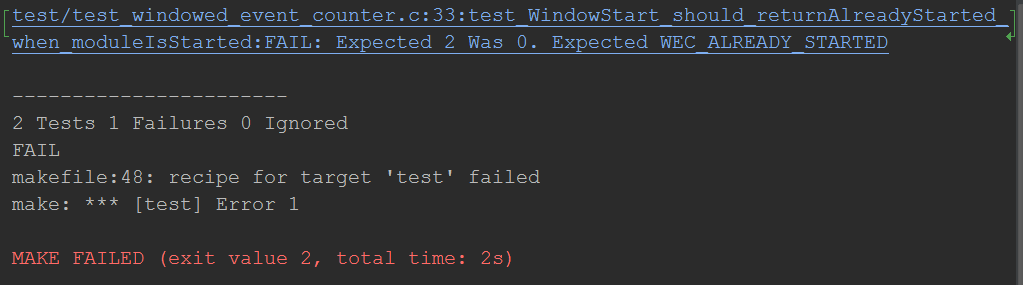 test/test_windowed_event_counter.c:33:test_WindowStart_should_returnAlreadyStarted_
when_moduleIsStarted:FAIL: Expected 2 Was 0. Expected WEC_ALREADY_STARTED
-----------------------
2 Tests 1 Failures 0 Ignored
FAIL
makefile:48: recipe for target 'test' failed
make: *** [test] Error 1
MAKE FAILED (exit value 2, total time: 2s)